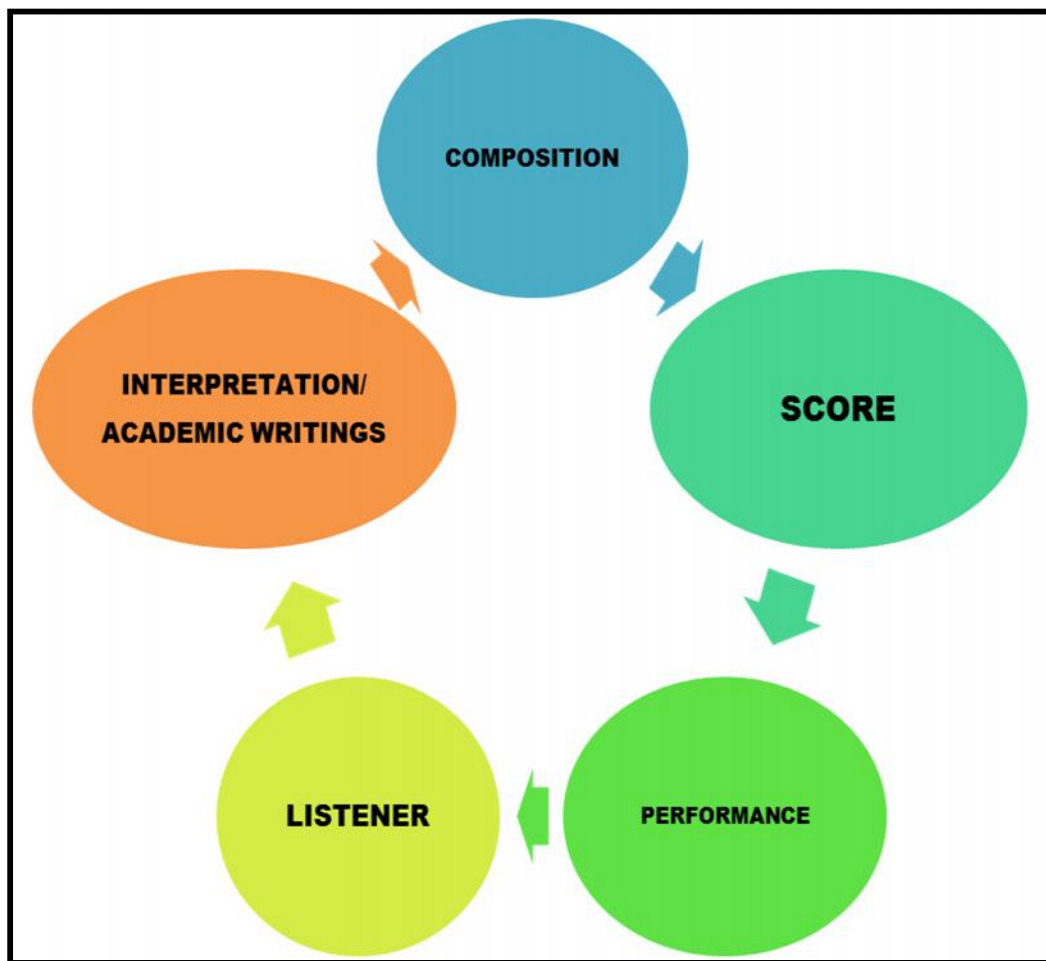 COMPOSITION
SCORE
PERFORMANCE
LISTENER
INTERPRETATION/
ACADEMIC WRITINGS